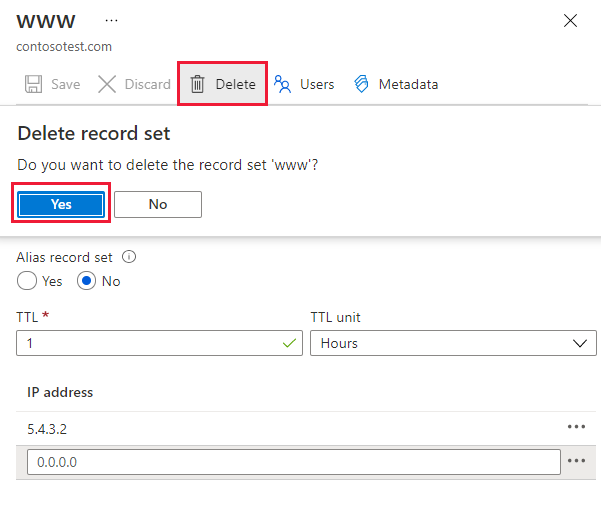 www ...
contosotest.com
Save Discard Delete Users Metadata
Delete record set
Do you want to delete the record set 'www'?
Yes No
Alias record set
Yes No
TTL * TTL unit
1 Hours
IP address
5.4.3.2 ...
0.0.0.0 ...